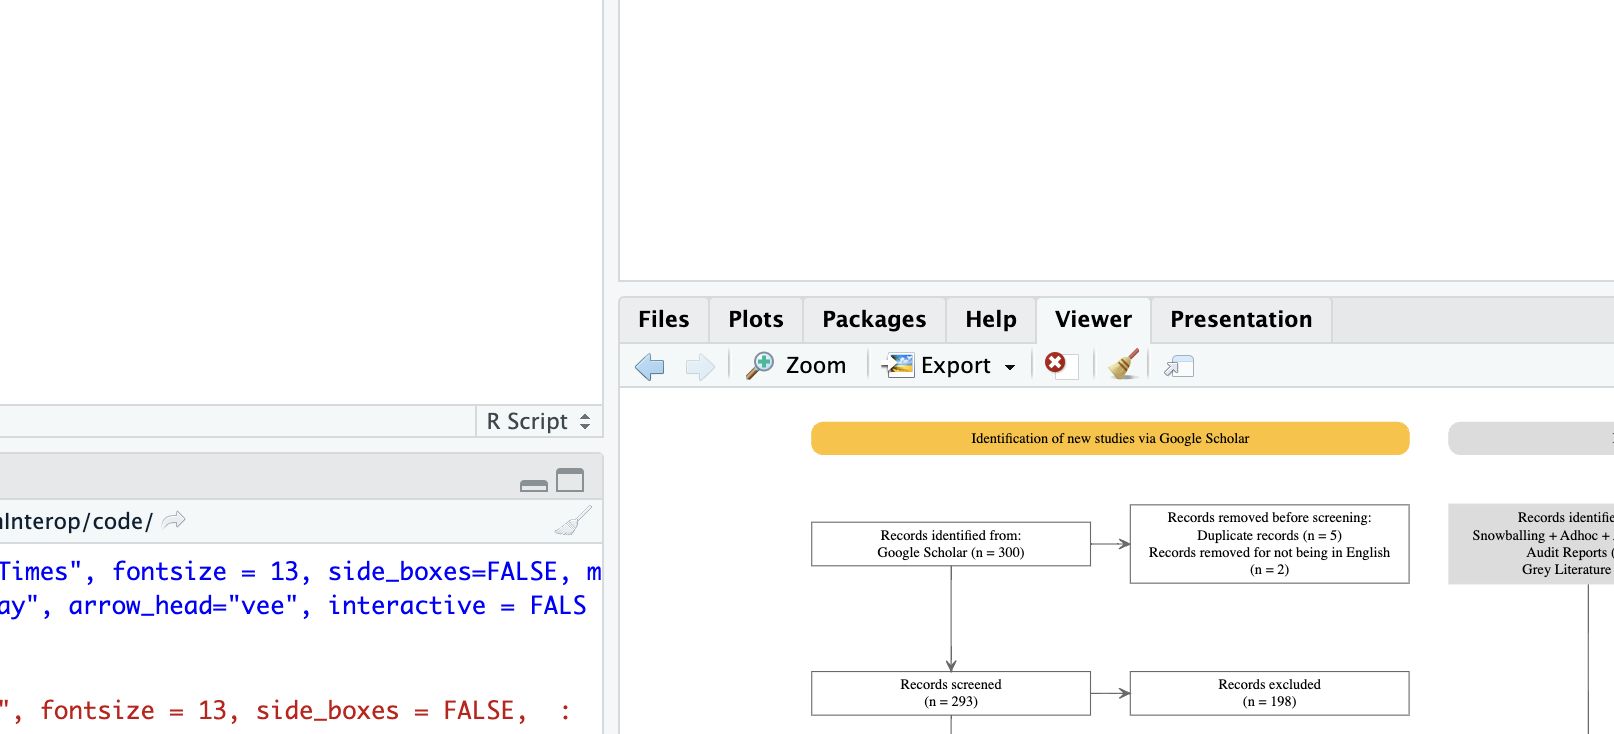 R Script
nInterop/code/
Times", fontsize = 13, side_boxes=FALSE, m
ay", arrow_head="vee", interactive = FALS
", fontsize = 13, side_boxes = FALSE,  :
Files Plots Packages Help Viewer Presentation
Zoom Export
Identification of new studies via Google Scholar
Records identified from:
Google Scholar (n = 300)
Records removed before screening:
Duplicate records (n = 5)
Records removed for not being in English
(n = 2)
Records identifie
Snowballing + Adhoc +
Audit Reports (
Grey Literature
Records screened
(n = 293)
Records excluded
(n = 198)